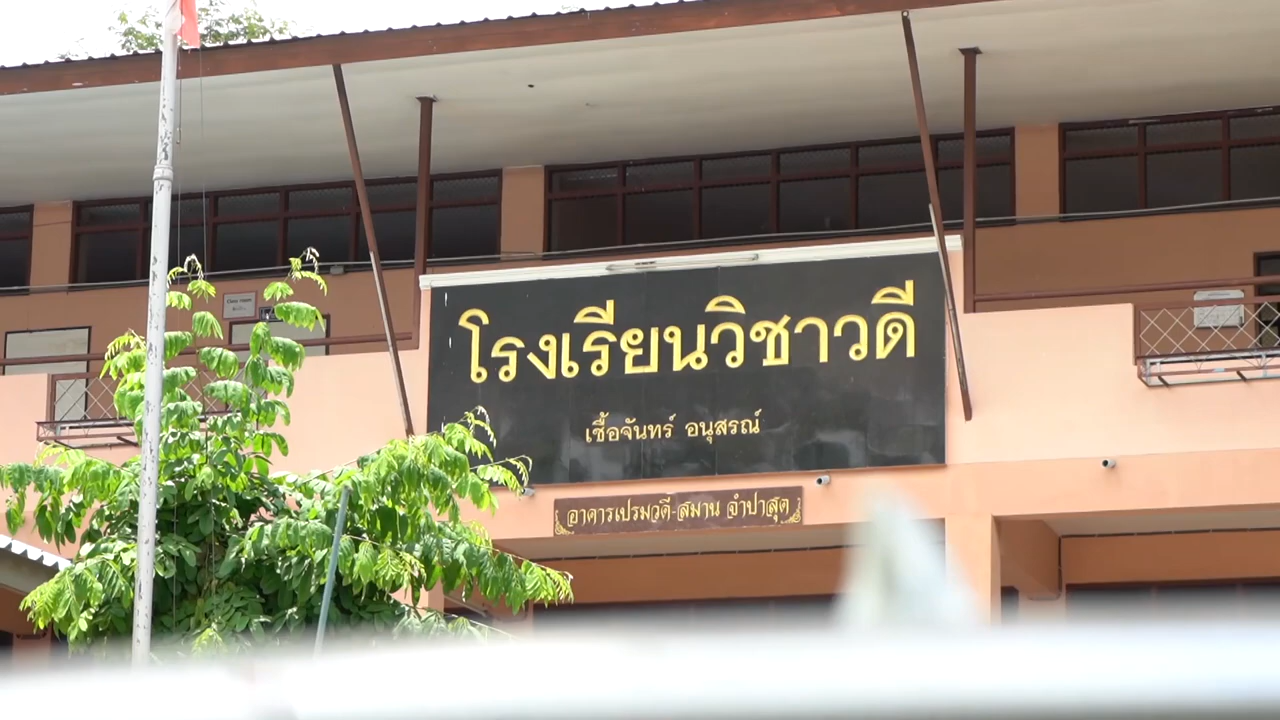 โรงเรียนวิชาวดี
เชื้อจันทร์ อนุสรณ์
อาคารเปรมวดี-สมาน จำปาสุต